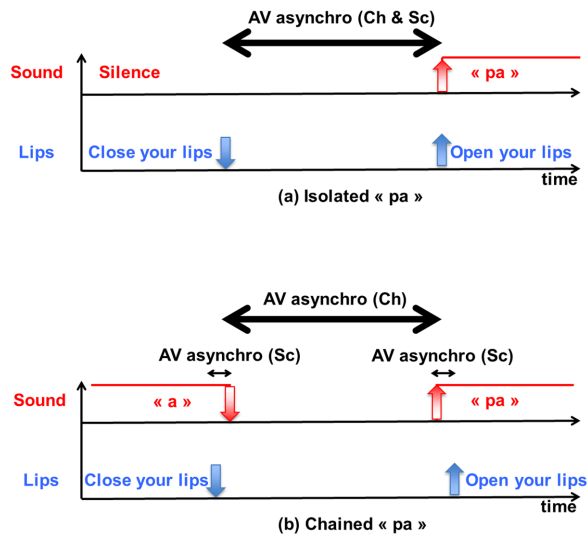 AV asynchro (Ch & Sc)
Sound Silence « pa »
Lips Close your lips Open your lips
time
(a) Isolated « pa »
AV asynchro (Ch)
AV asynchro (Sc) AV asynchro (Sc)
Sound « a » « pa »
Lips Close your lips Open your lips
time
(b) Chained « pa »